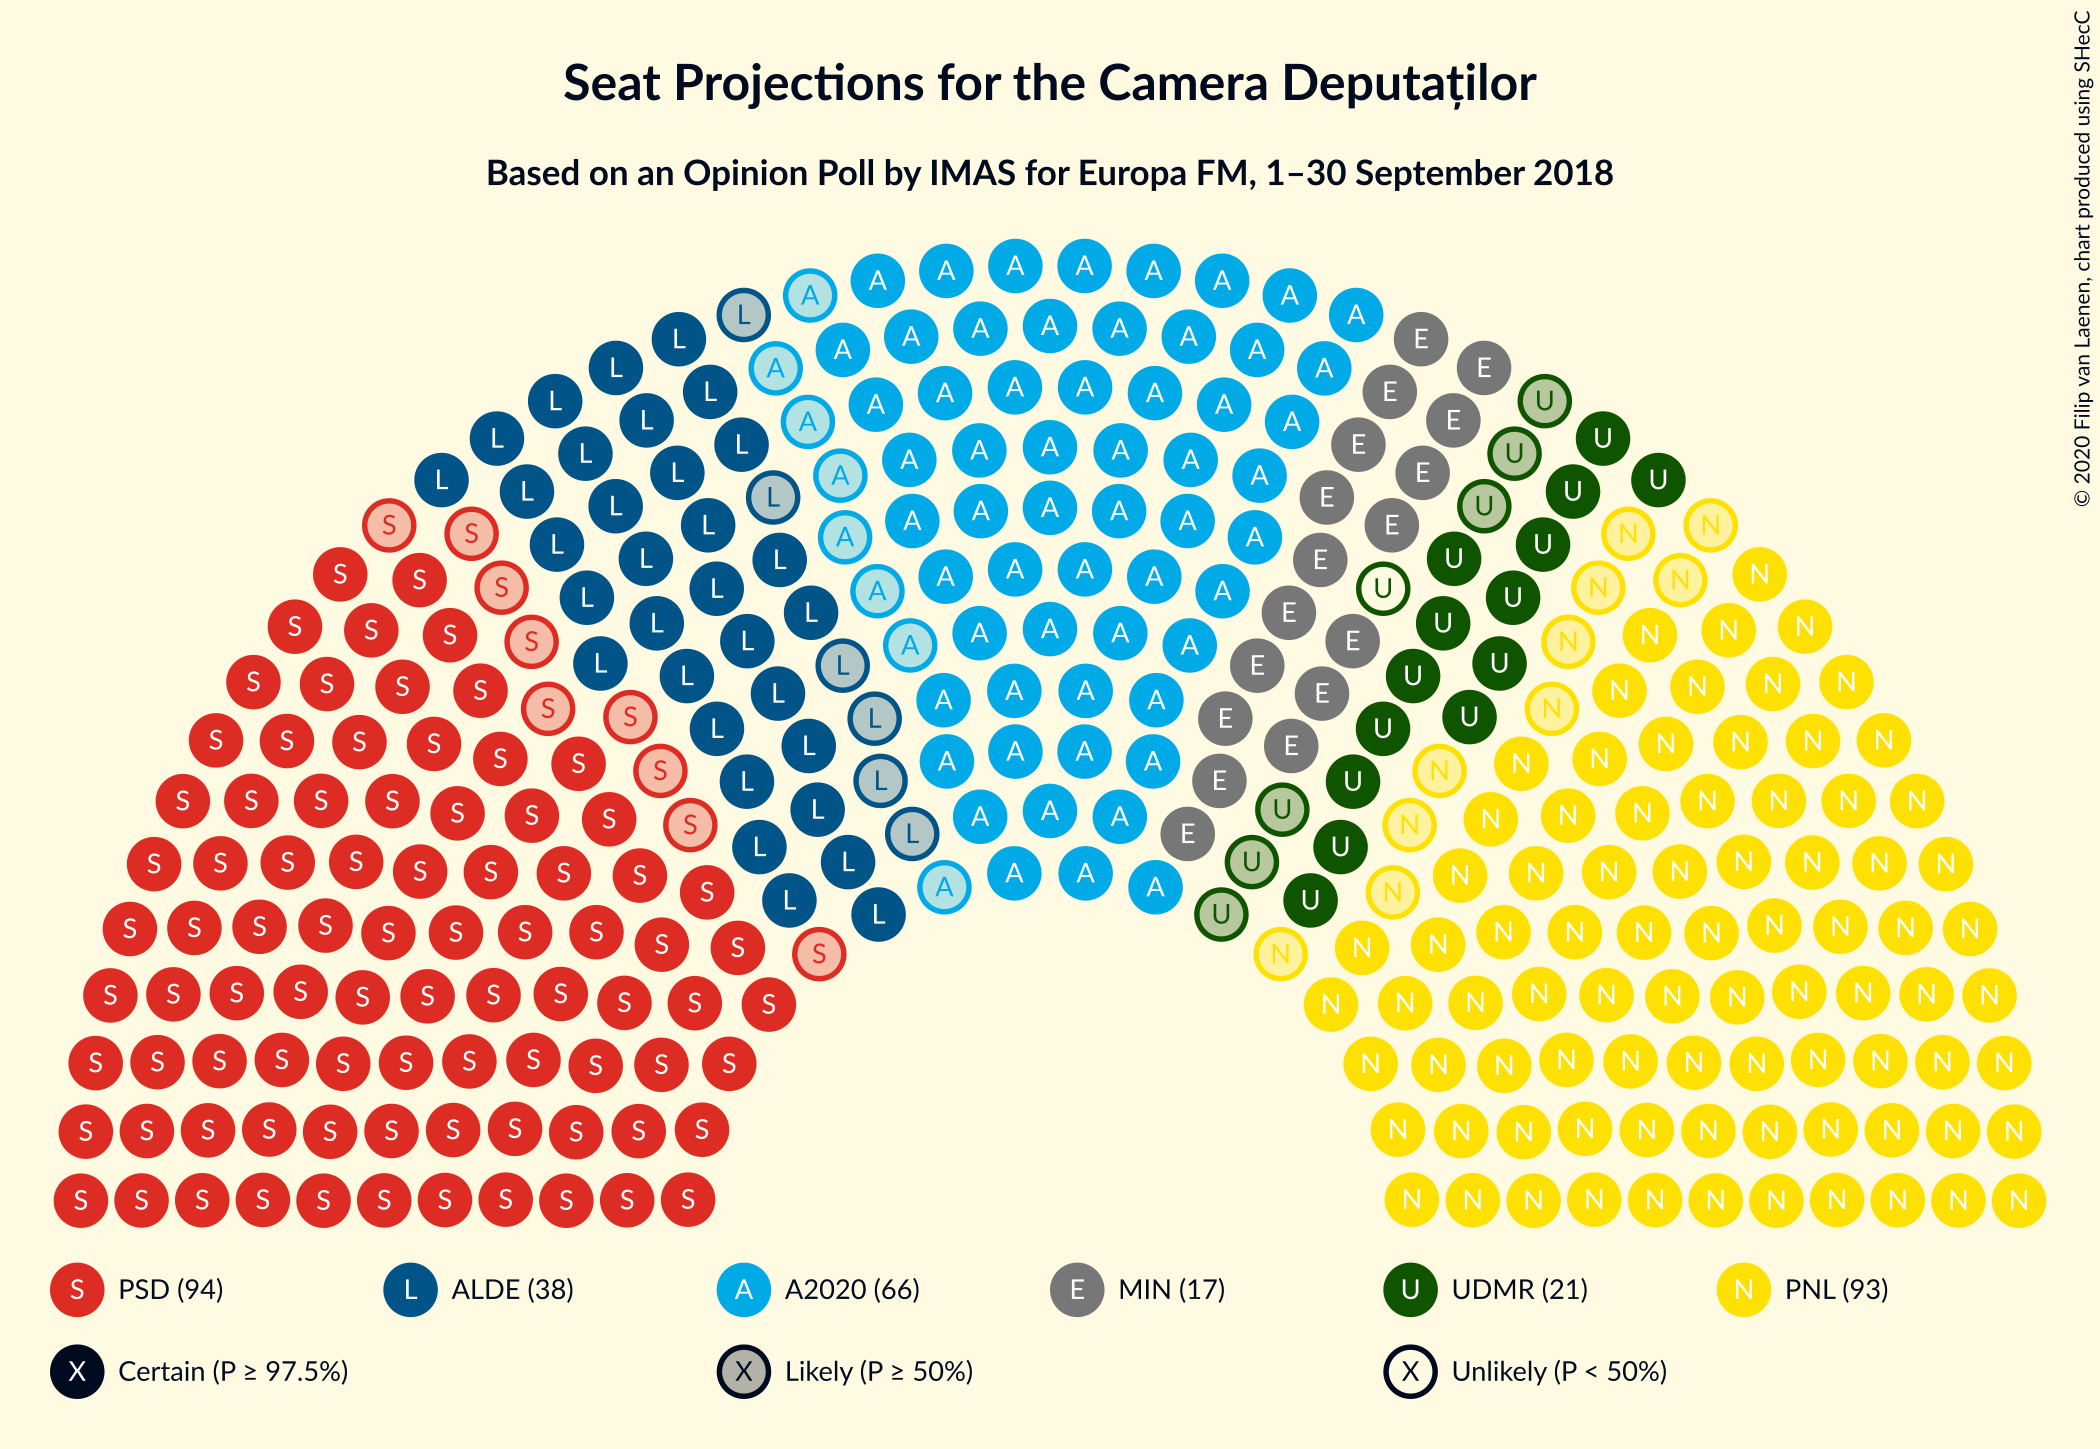 Seat Projections for the Camera Deputaților
Based on an Opinion Poll by IMAS for Europa FM, 1–30 September 2018
© 2020 Filip van Laenen, chart produced using SHecC
S PSD (94)
L ALDE (38)
A A2020 (66)
E MIN (17)
U UDMR (21)
N PNL (93)
X Certain (P ≥ 97.5%)
X Likely (P ≥ 50%)
X Unlikely (P < 50%)